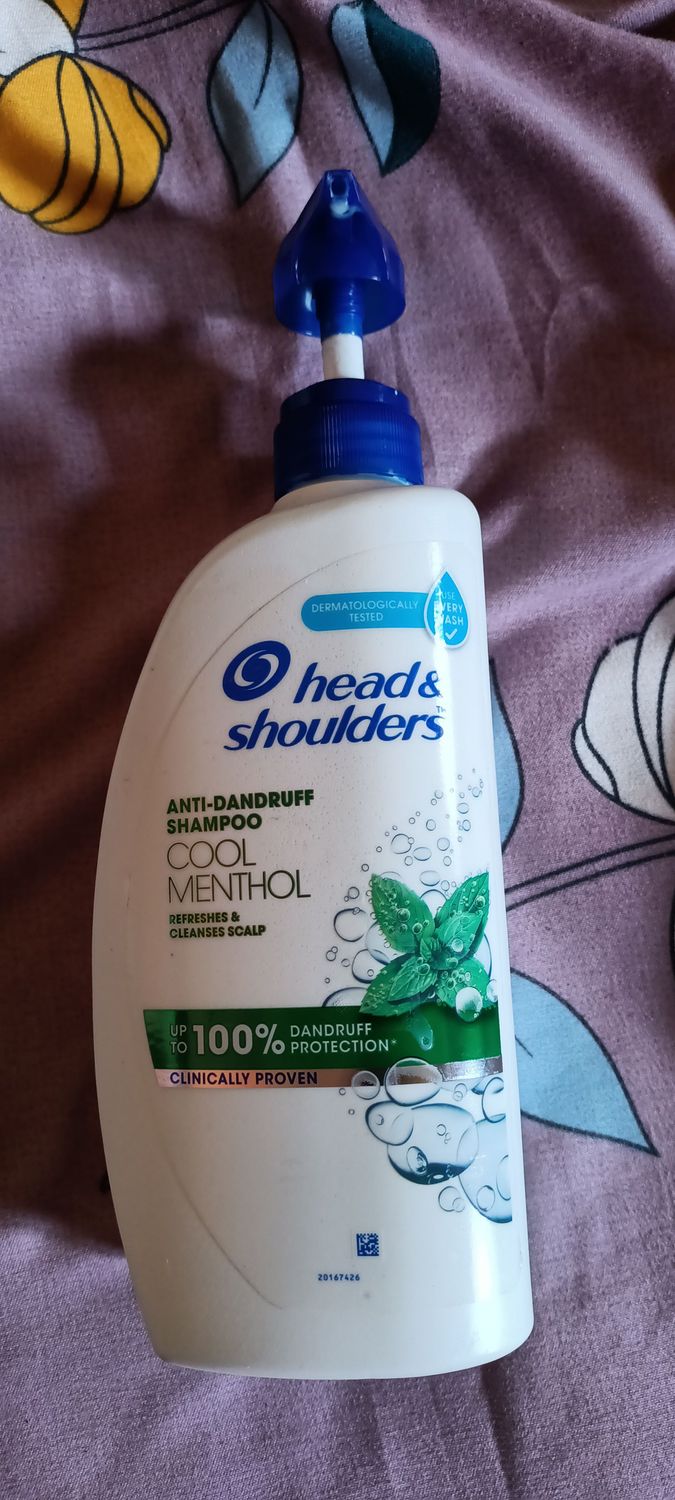 DERMATOLOGICALLY
TESTED
USE
EVERY
WASH
head &
shoulders™
ANTI-DANDRUFF
SHAMPOO
COOL
MENTHOL
REFRESHES &
CLEANSES SCALP
UP TO 100% DANDRUFF
PROTECTION*
CLINICALLY PROVEN
20167426